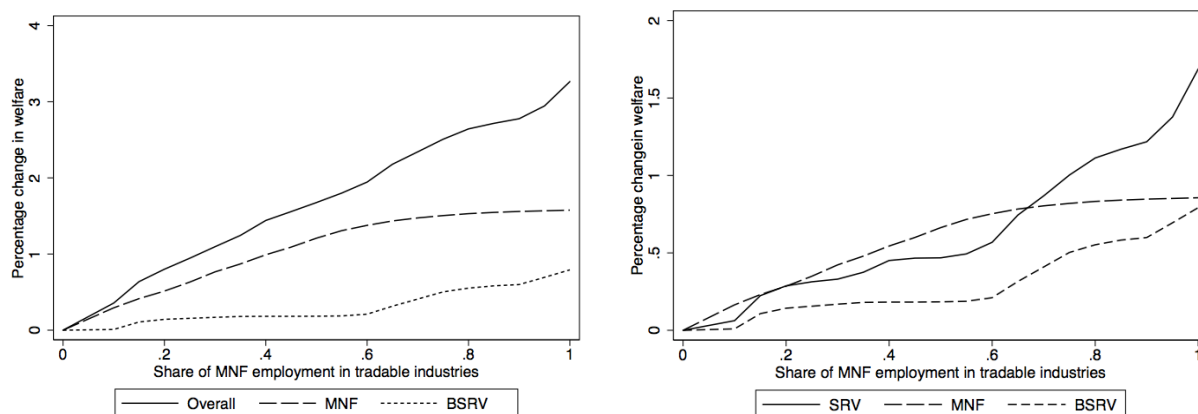 Percentage change in welfare
4
3
2
1
0
0 .2 .4 .6 .8 1
Share of MNF employment in tradable industries
Overall MNF BSRV
Percentage changein welfare
2
1.5
1
.5
0
0 .2 .4 .6 .8 1
Share of MNF employment in tradable industries
SRV MNF BSRV